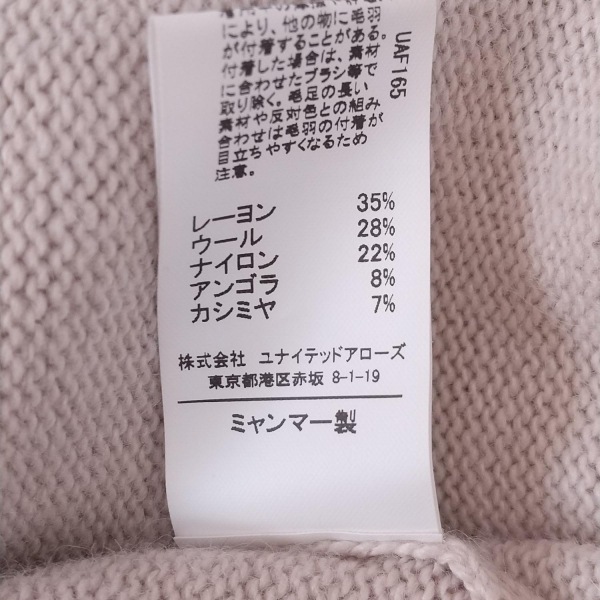 により、他の物に毛羽
が付着することがある。
付着した場合は、素材
に合わせたブラシ等で
取り除く。毛足の長い
素材や反対色との組み
合わせは毛羽の付着が
目立ちやすくなるため
注意。
UAF165
レーヨン 35%
ウール 28%
ナイロン 22%
アンゴラ 8%
カシミヤ 7%
株式会社 ユナイテッドアローズ
東京都港区赤坂 8-1-19
ミャンマー製